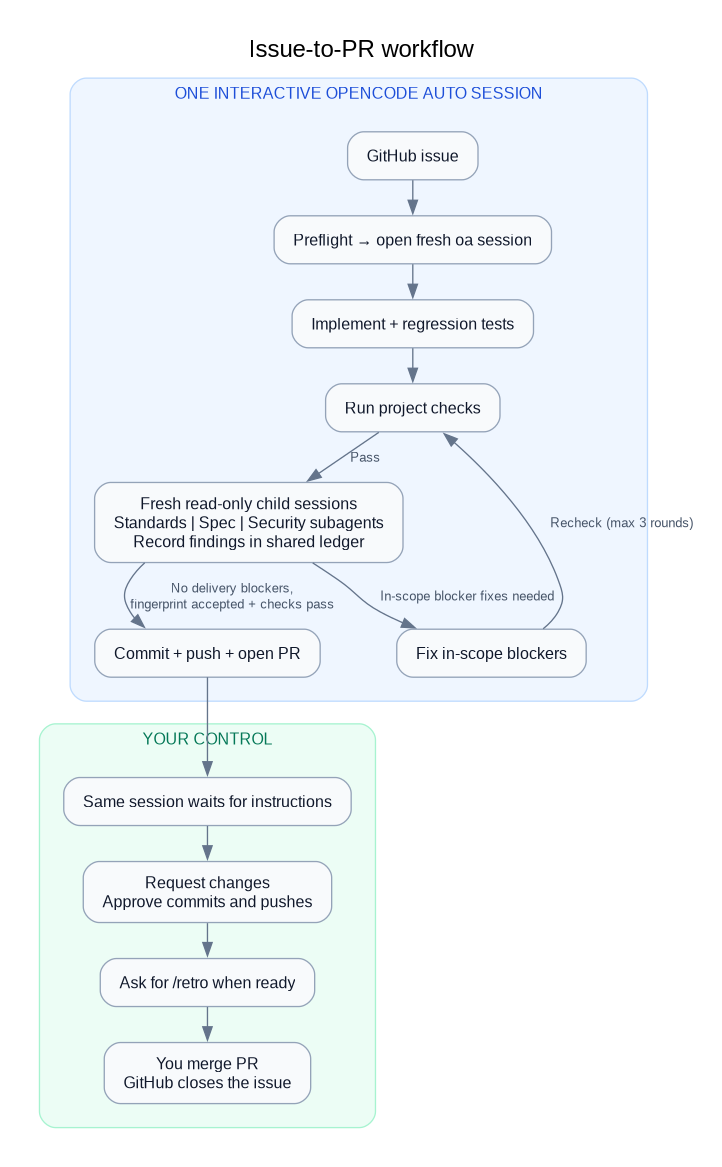 Issue-to-PR workflow
ONE INTERACTIVE OPENCODE AUTO SESSION
GitHub issue
Preflight → open fresh oa session
Implement + regression tests
Run project checks
Pass
Fresh read-only child sessions
Standards | Spec | Security subagents
Record findings in shared ledger
Recheck (max 3 rounds)
No delivery blockers,
fingerprint accepted + checks pass
In-scope blocker fixes needed
Commit + push + open PR
Fix in-scope blockers
YOUR CONTROL
Same session waits for instructions
Request changes
Approve commits and pushes
Ask for /retro when ready
You merge PR
GitHub closes the issue